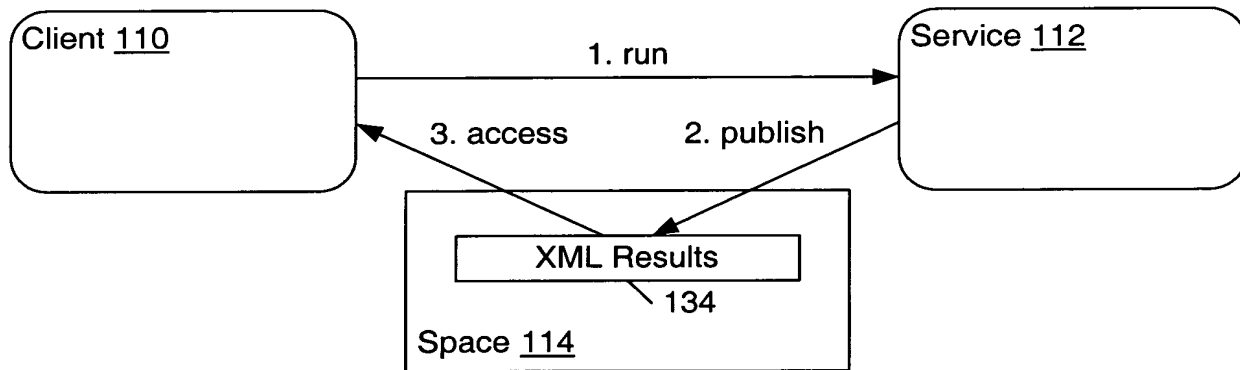 Client 110
Service 112
1. run
3. access
2. publish
XML Results
134
Space 114